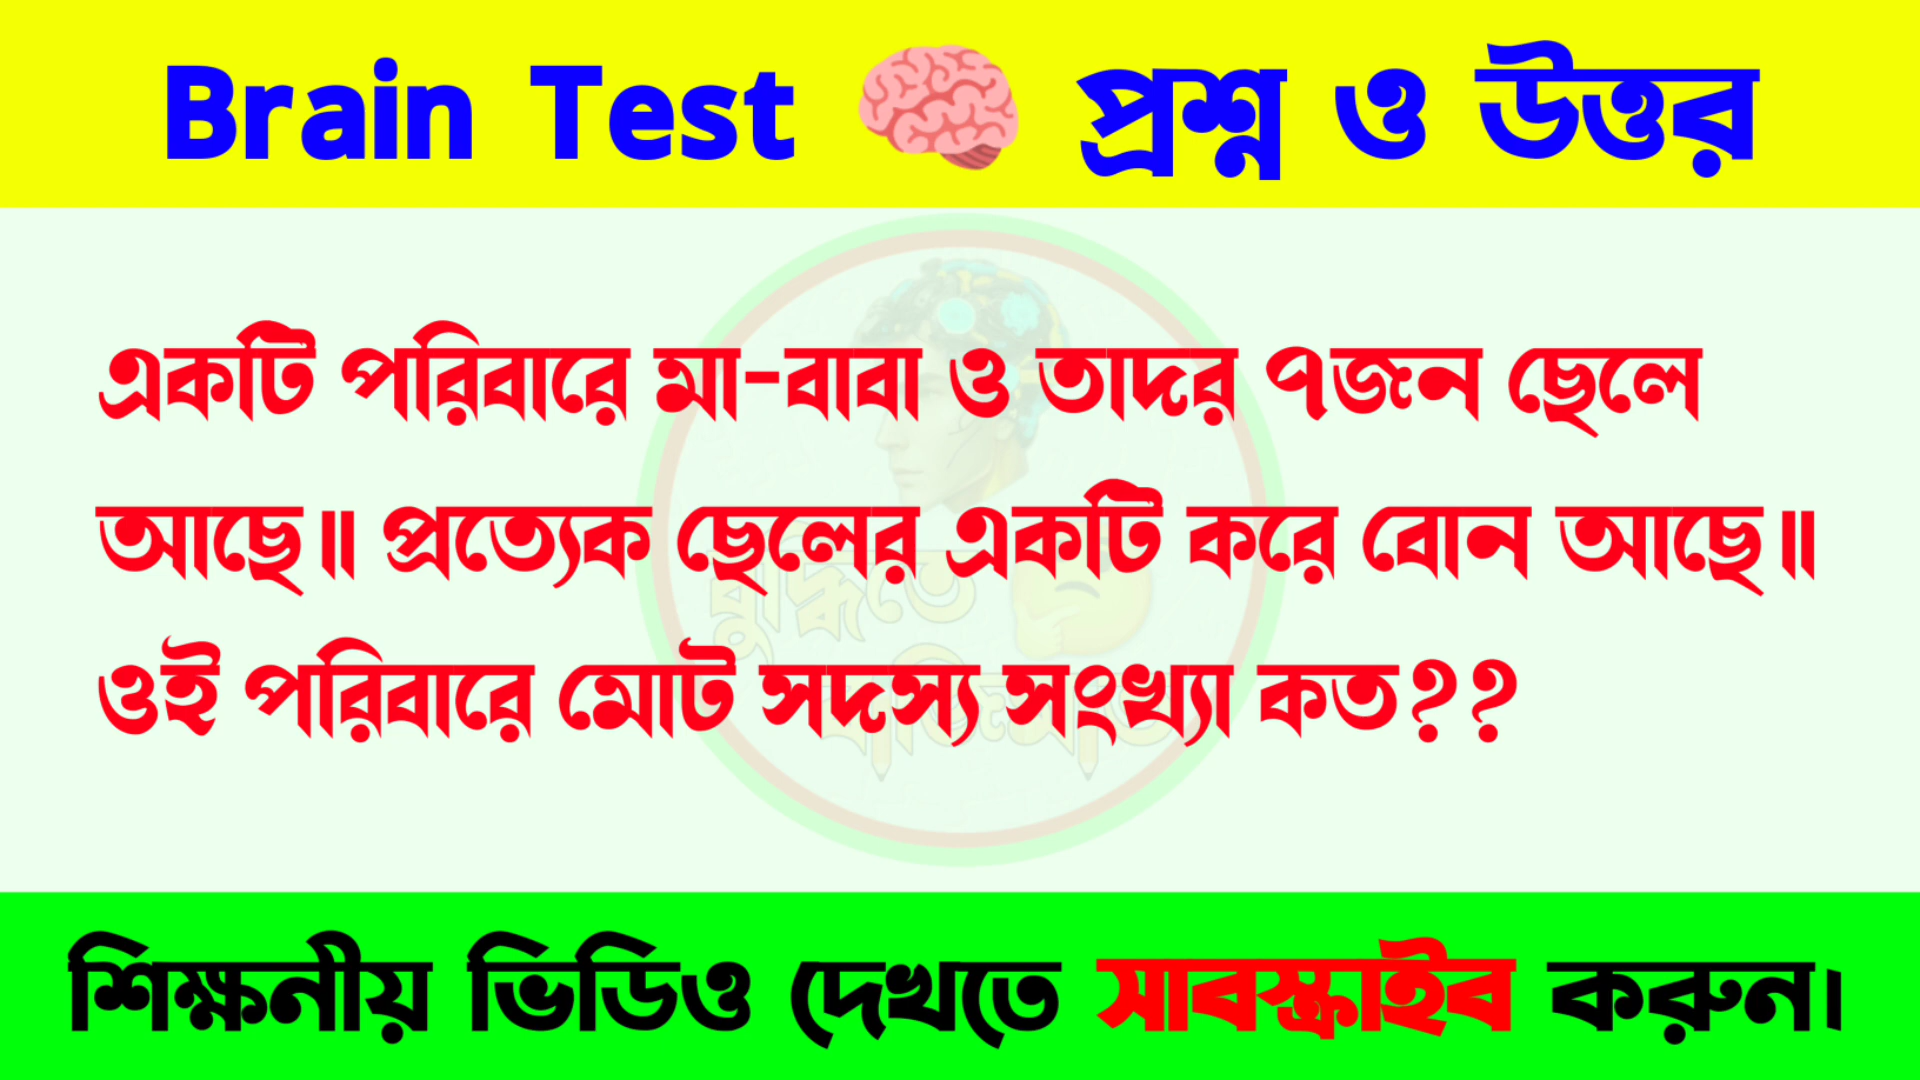 Brain Test 🧠 প্রশ্ন ও উত্তর
একটি পরিবারে মা-বাবা ও তাদর ৭জন ছেলে
আছে॥ প্রত্যেক ছেলের একটি করে বোন আছে॥
ওই পরিবারে মোট সদস্য সংখ্যা কত??
বুদ্ধিতে
শিক্ষনীয় ভিডিও দেখতে সাবস্ক্রাইব করুন।